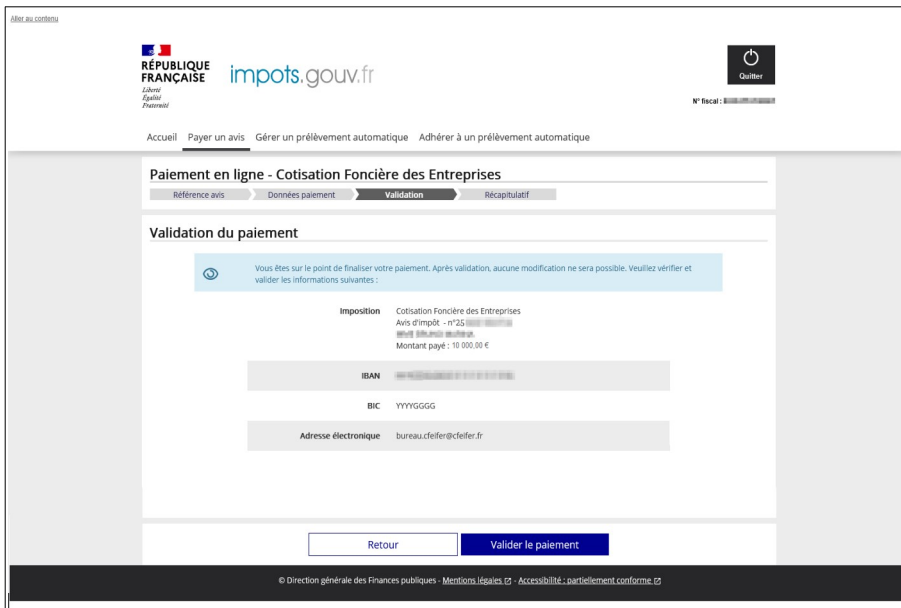 Aller au contenu
RÉPUBLIQUE
FRANÇAISE
Liberté
Égalité
Fraternité
impots.gouv.fr
Quitter
N° fiscal :
Accueil Payer un avis Gérer un prélèvement automatique Adhérer à un prélèvement automatique
Paiement en ligne - Cotisation Foncière des Entreprises
Référence avis Données paiement Validation Récapitulatif
Validation du paiement
Vous êtes sur le point de finaliser votre paiement. Après validation, aucune modification ne sera possible. Veuillez vérifier et
valider les informations suivantes :
Imposition Cotisation Foncière des Entreprises
Avis d'impôt - n°25
Montant payé : 10 000,00 €
IBAN
BIC YYYYGGGG
Adresse électronique bureau.cfeifer@cfeifer.fr
Retour Valider le paiement
© Direction générale des Finances publiques - Mentions légales - Accessibilité : partiellement conforme